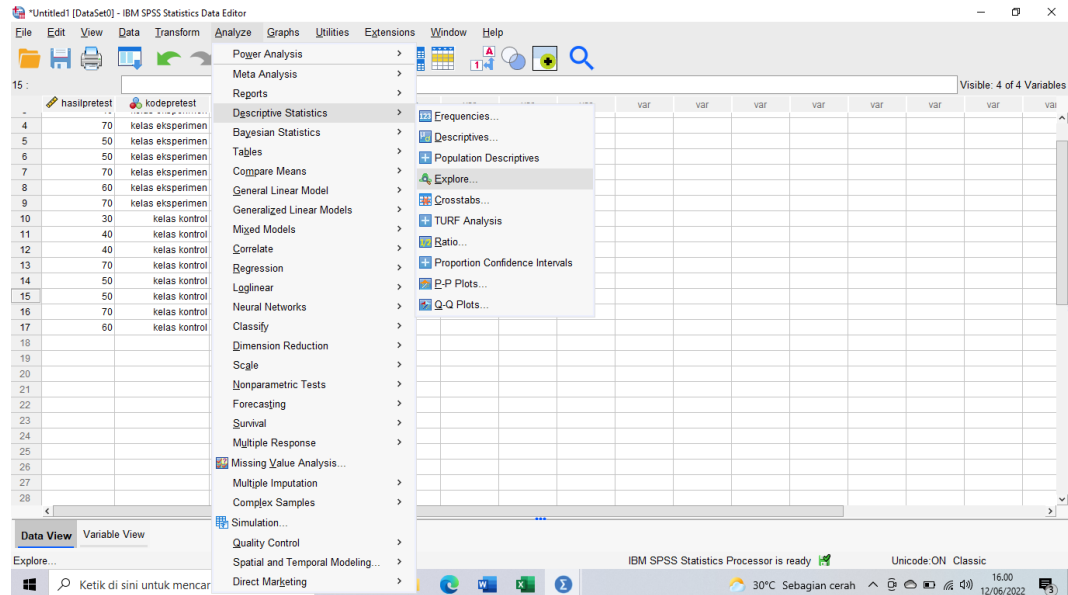 *Untitled1 [DataSet0] - IBM SPSS Statistics Data Editor
File Edit View Data Transform Analyze Graphs Utilities Extensions Window Help
15 :
Visible: 4 of 4 Variables
hasilpretest kodepretest var var var var var var var var
4 70 kelas eksperimen
5 50 kelas eksperimen
6 50 kelas eksperimen
7 70 kelas eksperimen
8 60 kelas eksperimen
9 70 kelas eksperimen
10 30 kelas kontrol
11 40 kelas kontrol
12 40 kelas kontrol
13 70 kelas kontrol
14 50 kelas kontrol
15 50 kelas kontrol
16 70 kelas kontrol
17 60 kelas kontrol
18
19
20
21
22
23
24
25
26
27
28
Power Analysis
Meta Analysis
Reports
Descriptive Statistics
Bayesian Statistics
Tables
Compare Means
General Linear Model
Generalized Linear Models
Mixed Models
Correlate
Regression
Loglinear
Neural Networks
Classify
Dimension Reduction
Scale
Nonparametric Tests
Forecasting
Survival
Multiple Response
Missing Value Analysis...
Multiple Imputation
Complex Samples
Simulation...
Quality Control
Spatial and Temporal Modeling...
Direct Marketing
Frequencies...
Descriptives...
Population Descriptives
Explore...
Crosstabs...
TURF Analysis
Ratio...
Proportion Confidence Intervals
P-P Plots...
Q-Q Plots...
Data View Variable View
Explore...
IBM SPSS Statistics Processor is ready
Unicode:ON Classic
Ketik di sini untuk mencar
30°C Sebagian cerah
16.00
12/06/2022